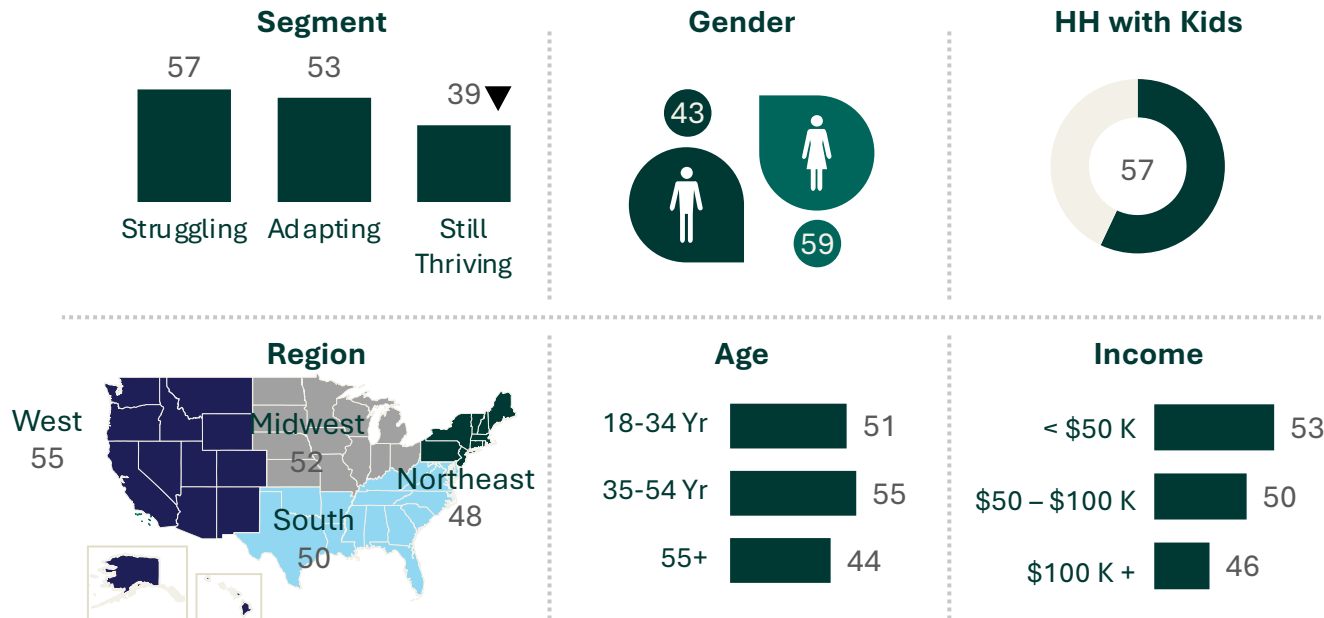 Segment
57
53
39
Struggling
Adapting
Still
Thriving
Gender
43
59
HH with Kids
57
Region
West
55
Midwest
52
Northeast
48
South
50
Age
18-34 Yr
51
35-54 Yr
55
55+
44
Income
< $50 K
53
$50 – $100 K
50
$100 K +
46